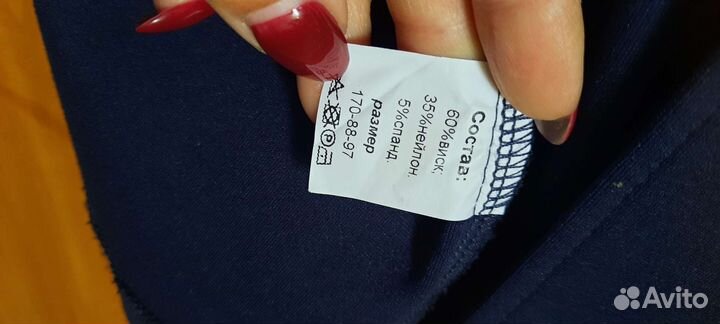 Состав:
60%виск,
35%нейлон,
5%спанд.
размер
170-88-97
Avito